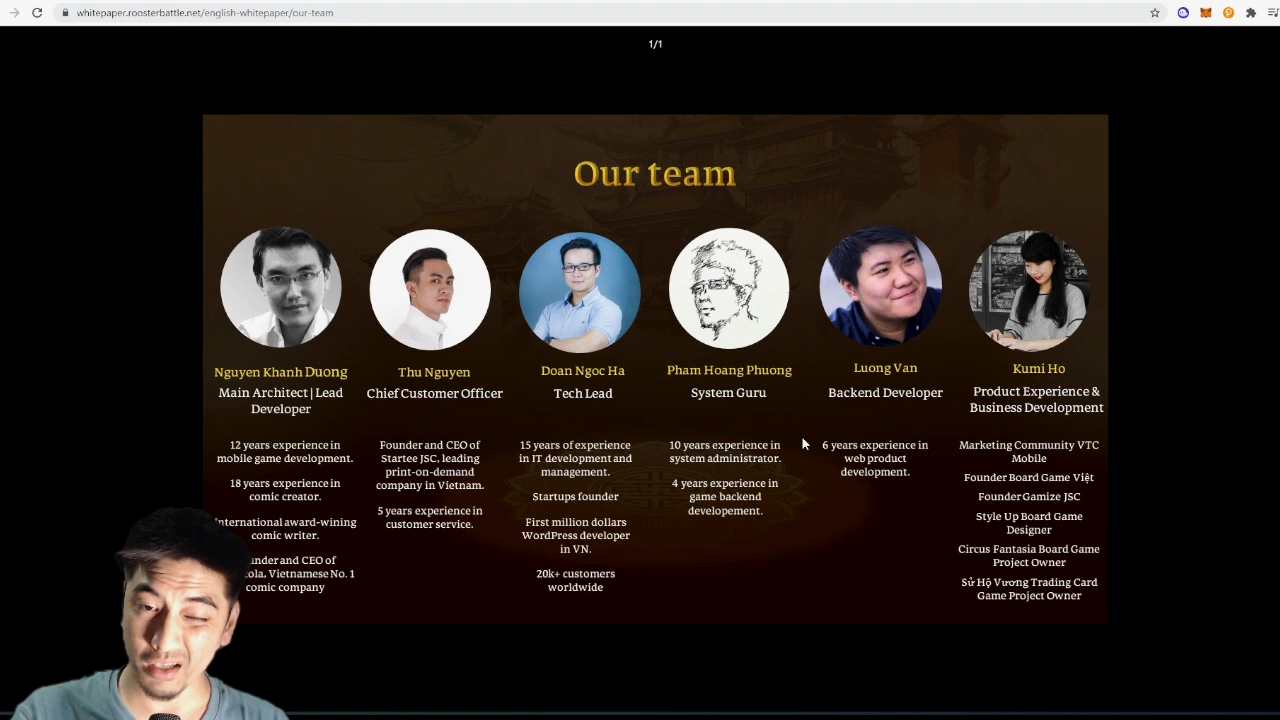 whitepaper.roosterbattle.net/english-whitepaper/our-team
1/1
Our team
Nguyen Khanh Duong
Main Architect | Lead
Developer
12 years experience in
mobile game development.
18 years experience in
comic creator.
International award-wining
comic writer.
under and CEO of
cola, Vietnamese No. 1
comic company
Thu Nguyen
Chief Customer Officer
Founder and CEO of
Startee JSC, leading
print-on-demand
company in Vietnam.
5 years experience in
customer service.
Doan Ngoc Ha
Tech Lead
15 years of experience
in IT development and
management.
Startups founder
First million dollars
WordPress developer
in VN.
20k+ customers
worldwide
Pham Hoang Phuong
System Guru
10 years experience in
system administrator.
4 years experience in
game backend
developement.
Luong Van
Backend Developer
6 years experience in
web product
development.
Kumi Ho
Product Experience &
Business Development
Marketing Community VTC
Mobile
Founder Board Game Việt
Founder Gamize JSC
Style Up Board Game
Designer
Circus Fantasia Board Game
Project Owner
Sử Hộ Vương Trading Card
Game Project Owner